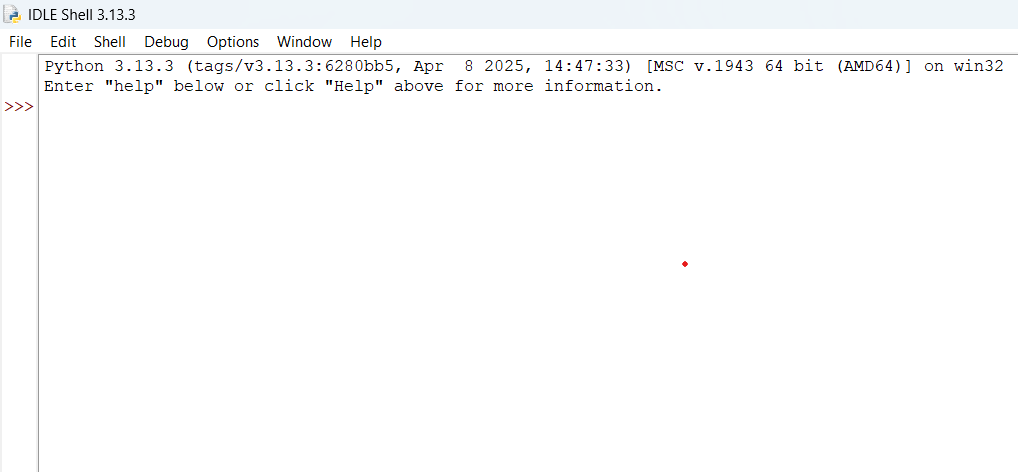 IDLE Shell 3.13.3
File Edit Shell Debug Options Window Help
Python 3.13.3 (tags/v3.13.3:6280bb5, Apr  8 2025, 14:47:33) [MSC v.1943 64 bit (AMD64)] on win32
Enter "help" below or click "Help" above for more information.
>>>